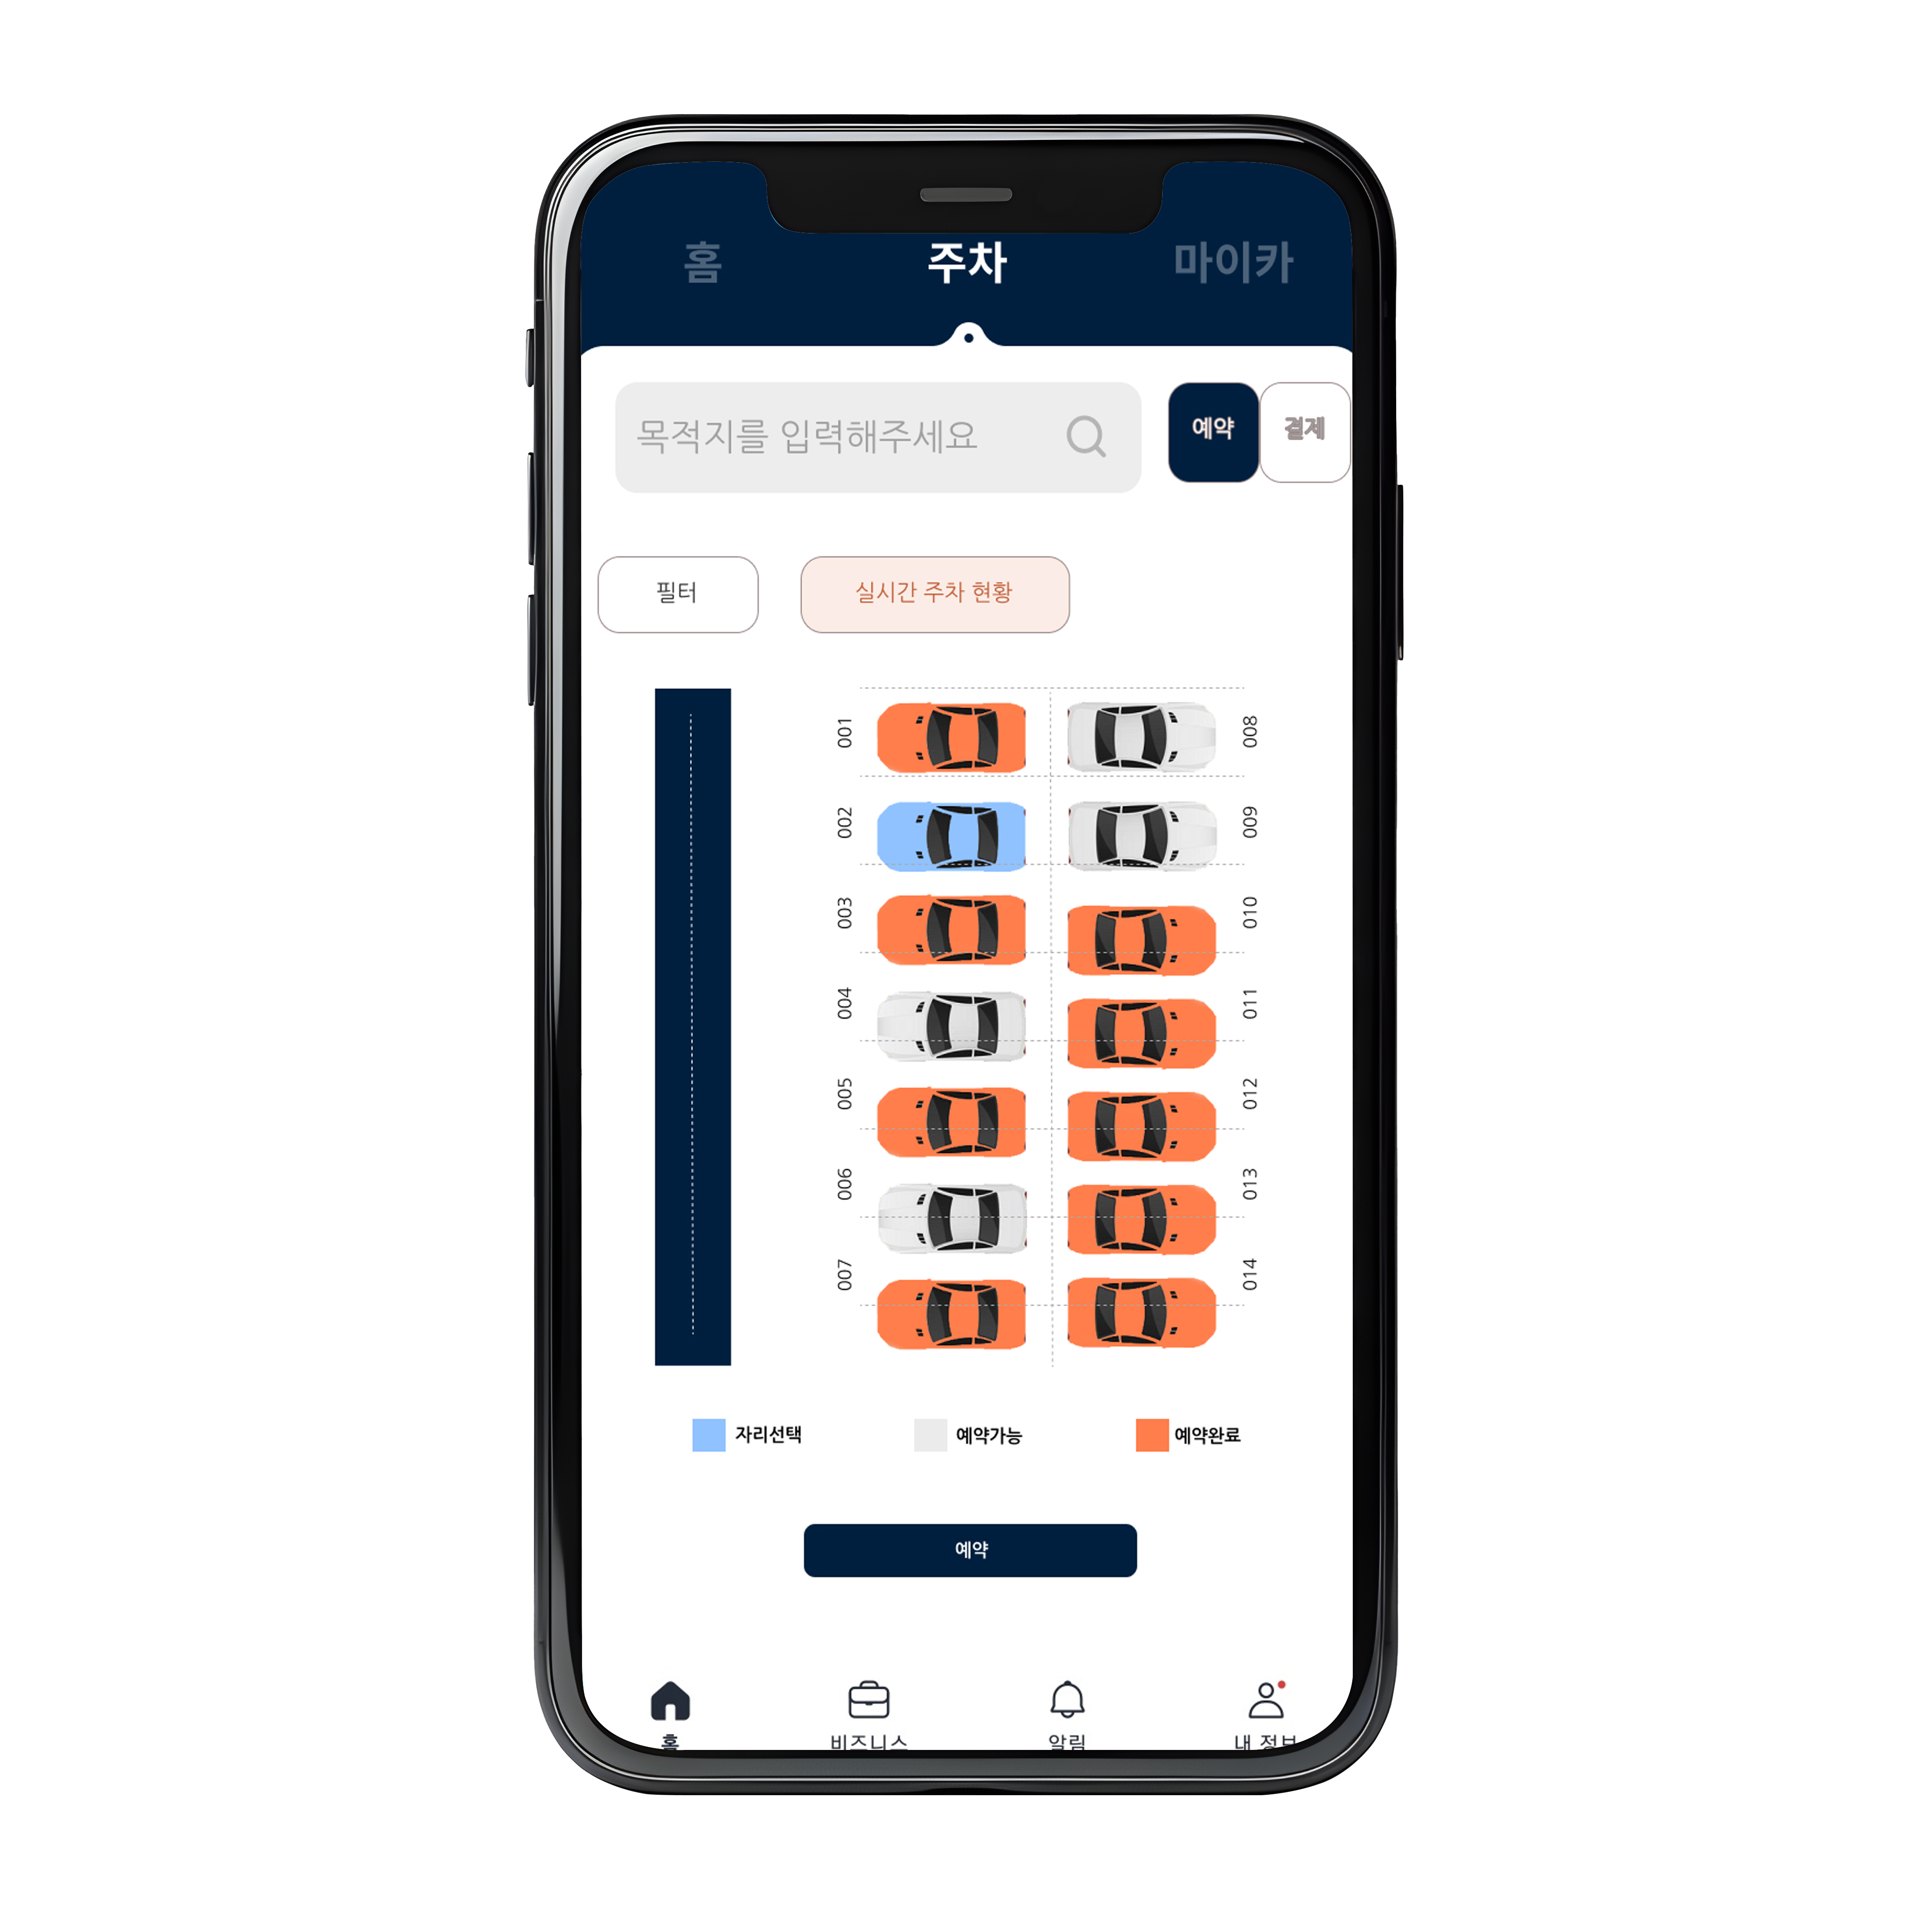 홈 주차 마이카
목적지를 입력해주세요
예약 결제
필터 실시간 주차 현황
001 008
002 009
003 010
004 011
005 012
006 013
007 014
자리선택 예약가능 예약완료
예약
홈 비즈니스 알림 내 정보